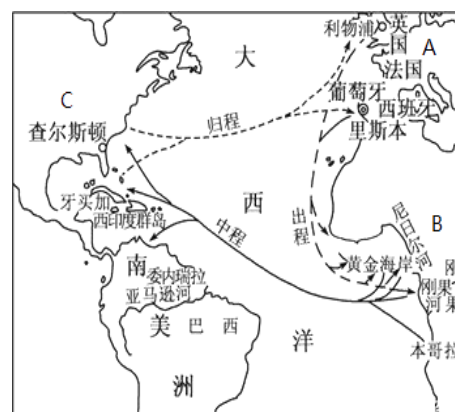 大
西
洋
利物浦
英国
A
法国
葡萄牙
西班牙
里斯本
C
查尔斯顿
归程
牙买加
西印度群岛
中程
出程
B
尼日尔河
黄金海岸
刚果
刚果河
本哥拉
南
美
洲
委内瑞拉
亚马逊河
巴西